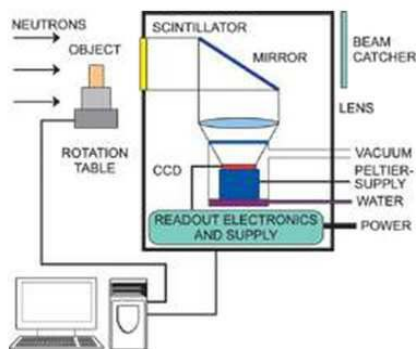 NEUTRONS
SCINTILLATOR
OBJECT
MIRROR
BEAM
CATCHER
LENS
ROTATION
TABLE
CCD
VACUUM
PELTIER-
SUPPLY
WATER
READOUT ELECTRONICS
AND SUPPLY
POWER